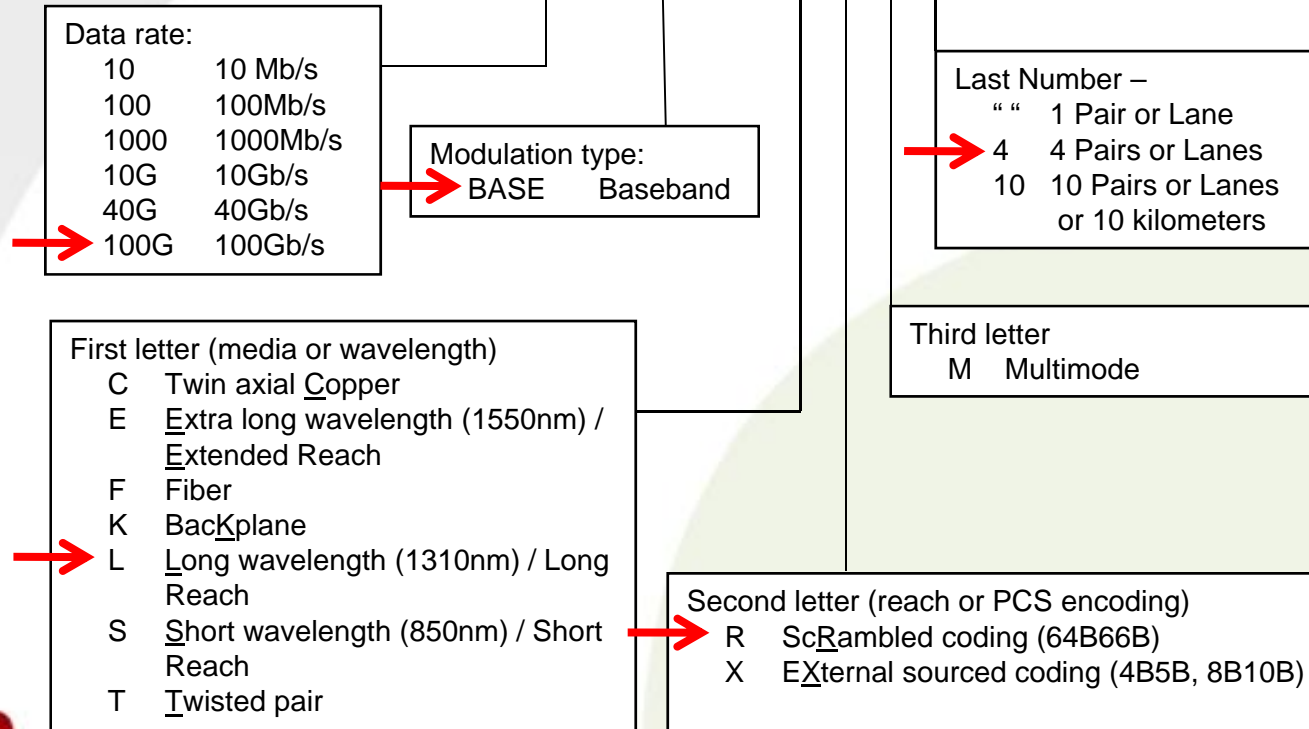 Data rate:
10 10 Mb/s
100 100Mb/s
1000 1000Mb/s
10G 10Gb/s
40G 40Gb/s
100G 100Gb/s
Modulation type:
BASE Baseband
Last Number –
“ “ 1 Pair or Lane
4 4 Pairs or Lanes
10 10 Pairs or Lanes
or 10 kilometers
First letter (media or wavelength)
C Twin axial Copper
E Extra long wavelength (1550nm) /
Extended Reach
F Fiber
K BacKplane
L Long wavelength (1310nm) / Long
Reach
S Short wavelength (850nm) / Short
Reach
T Twisted pair
Third letter
M Multimode
Second letter (reach or PCS encoding)
R ScRambled coding (64B66B)
X EXternal sourced coding (4B5B, 8B10B)